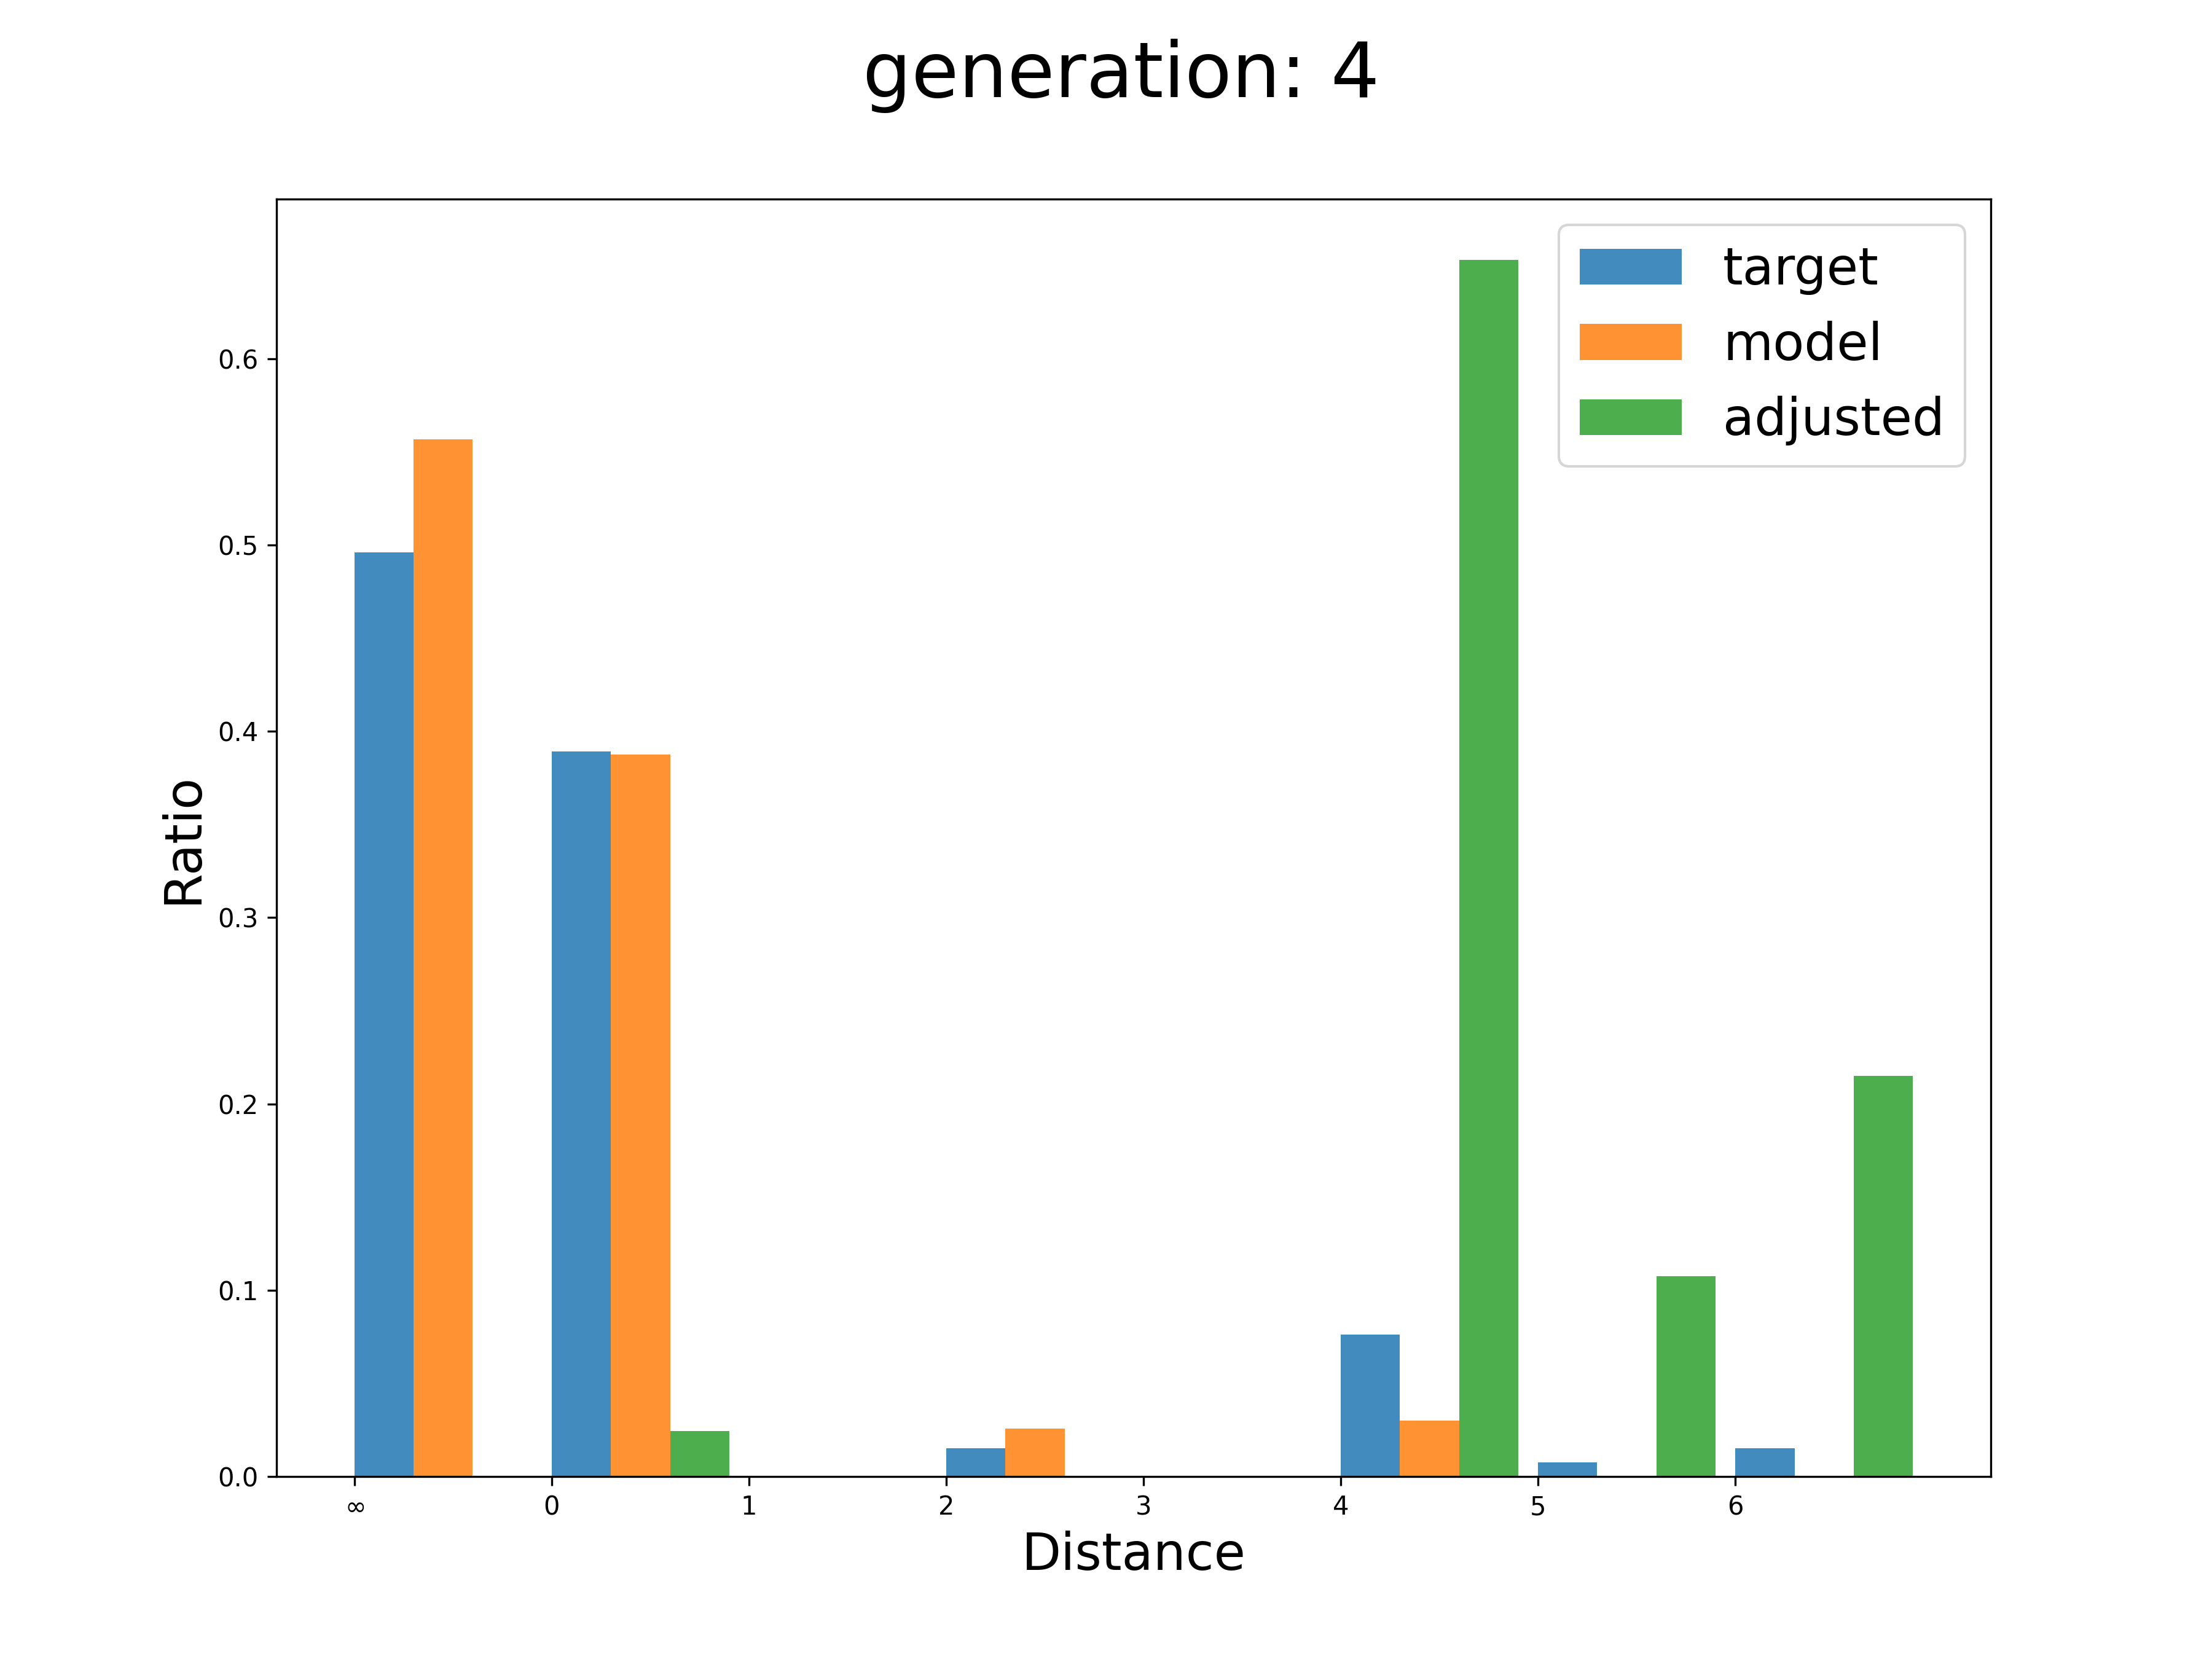 generation: 4
target
model
adjusted
0.6
0.5
0.4
0.3
0.2
0.1
0.0
Ratio
∞ 0 1 2 3 4 5 6
Distance